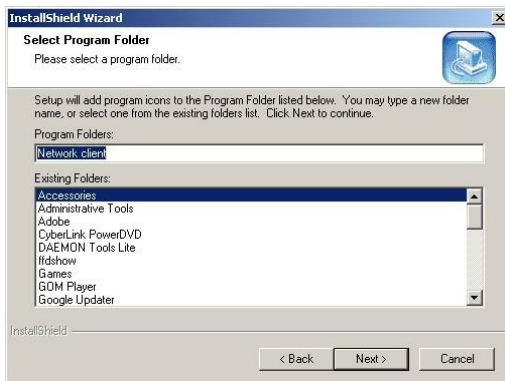 InstallShield Wizard
Select Program Folder
Please select a program folder.
Setup will add program icons to the Program Folder listed below. You may type a new folder
name, or select one from the existing folders list. Click Next to continue.
Program Folders:
Network client
Existing Folders:
Accessories
Administrative Tools
Adobe
CyberLink PowerDVD
DAEMON Tools Lite
ffdshow
Games
GOM Player
Google Updater
InstallShield
< Back Next > Cancel